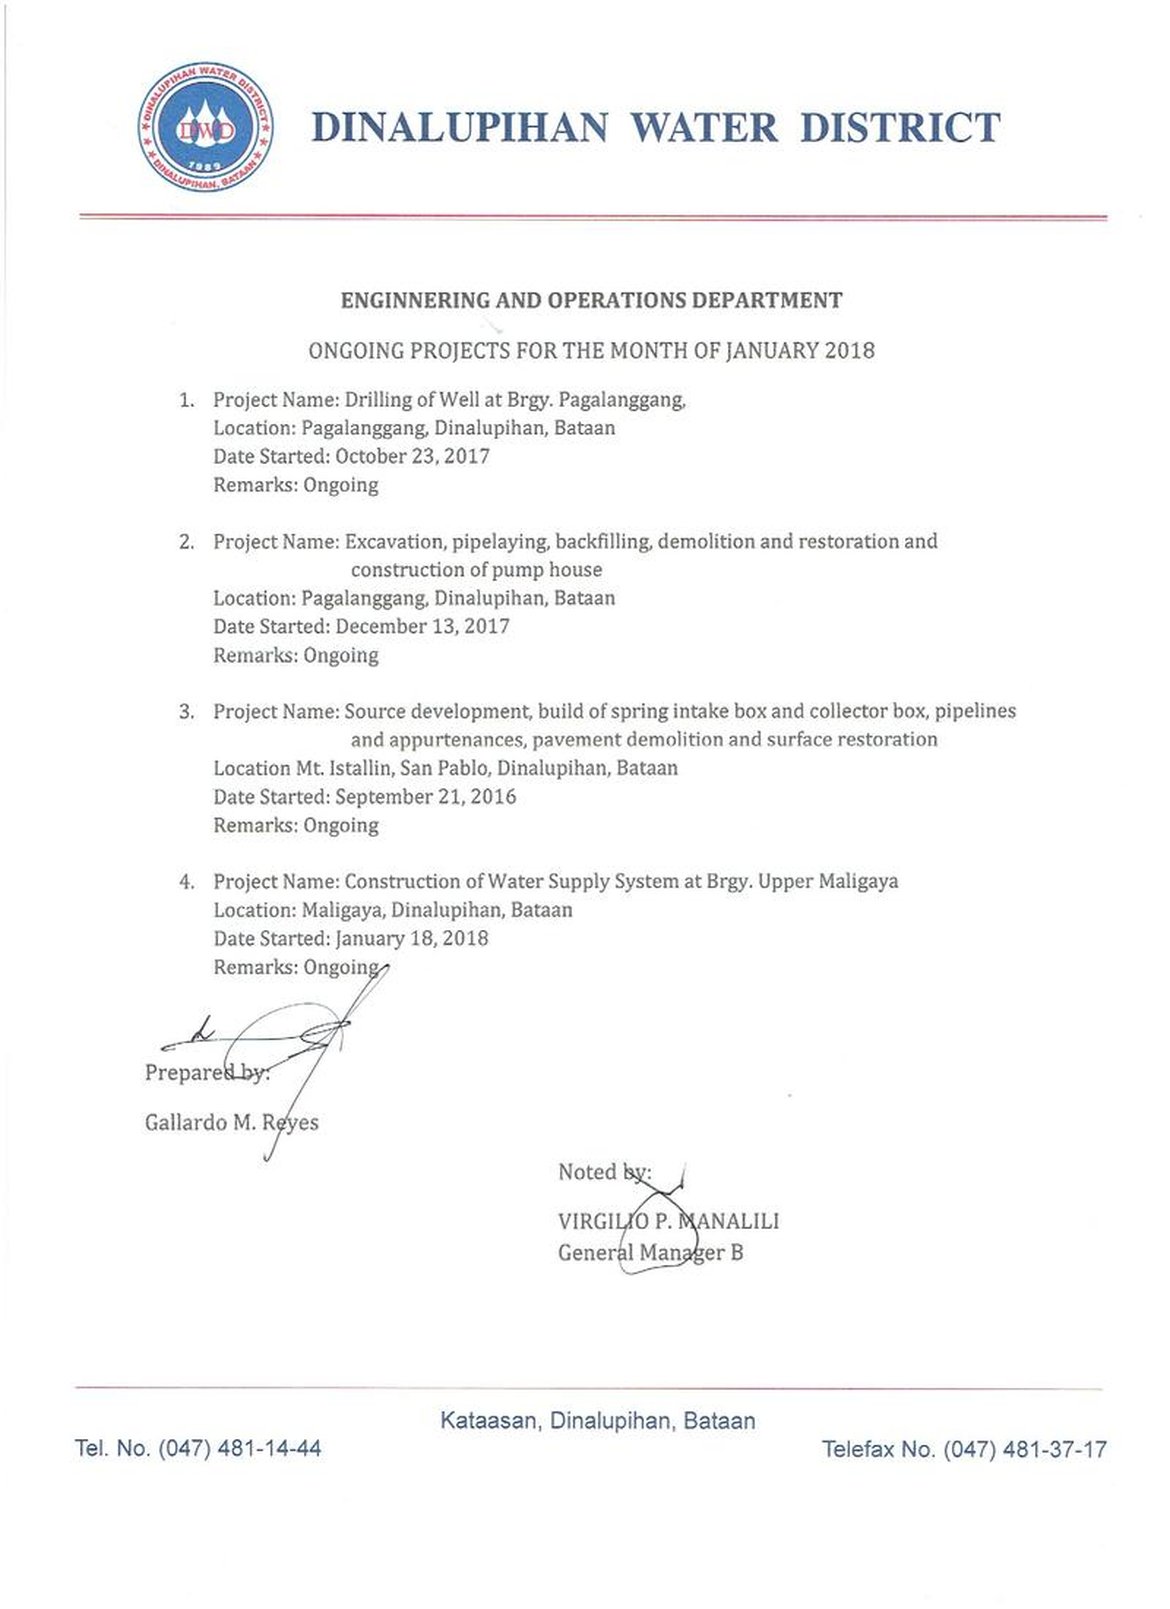 DINALUPIHAN WATER DISTRICT
DWD
1989
DINALUPIHAN, BATAAN
DINALUPIHAN WATER DISTRICT
ENGINNERING AND OPERATIONS DEPARTMENT
ONGOING PROJECTS FOR THE MONTH OF JANUARY 2018
1. Project Name: Drilling of Well at Brgy. Pagalanggang,
Location: Pagalanggang, Dinalupihan, Bataan
Date Started: October 23, 2017
Remarks: Ongoing
2. Project Name: Excavation, pipelaying, backfilling, demolition and restoration and
construction of pump house
Location: Pagalanggang, Dinalupihan, Bataan
Date Started: December 13, 2017
Remarks: Ongoing
3. Project Name: Source development, build of spring intake box and collector box, pipelines
and appurtenances, pavement demolition and surface restoration
Location Mt. Istallin, San Pablo, Dinalupihan, Bataan
Date Started: September 21, 2016
Remarks: Ongoing
4. Project Name: Construction of Water Supply System at Brgy. Upper Maligaya
Location: Maligaya, Dinalupihan, Bataan
Date Started: January 18, 2018
Remarks: Ongoing
Prepared by:
Gallardo M. Reyes
Noted by:
VIRGILIO P. MANALILI
General Manager B
Kataasan, Dinalupihan, Bataan
Tel. No. (047) 481-14-44
Telefax No. (047) 481-37-17